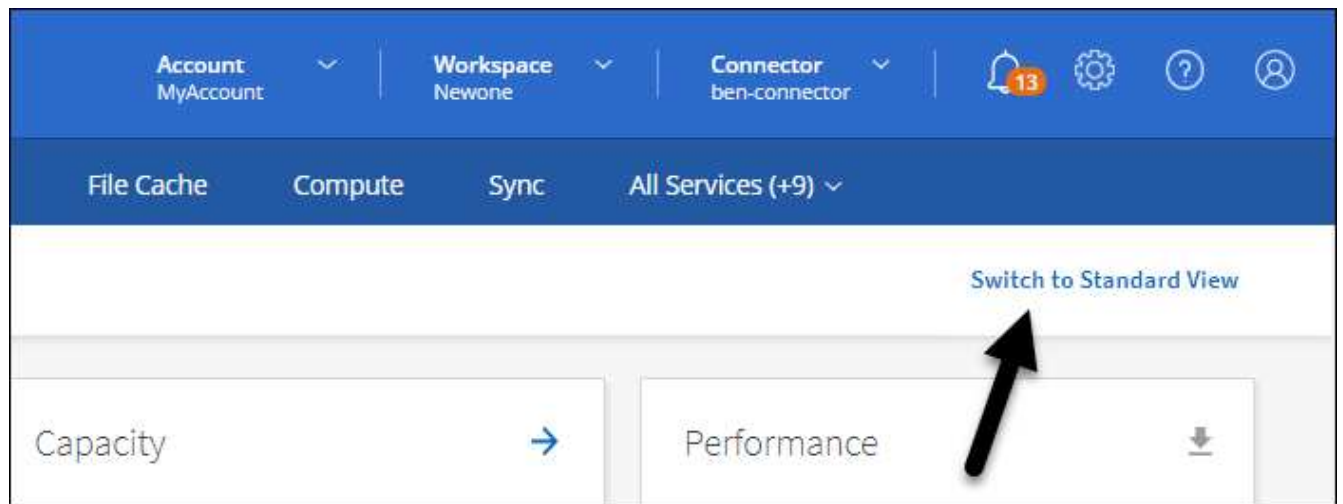 Account Workspace Connector
MyAccount Newone ben-connector
13
?
File Cache Compute Sync All Services (+9)
Switch to Standard View
Capacity Performance